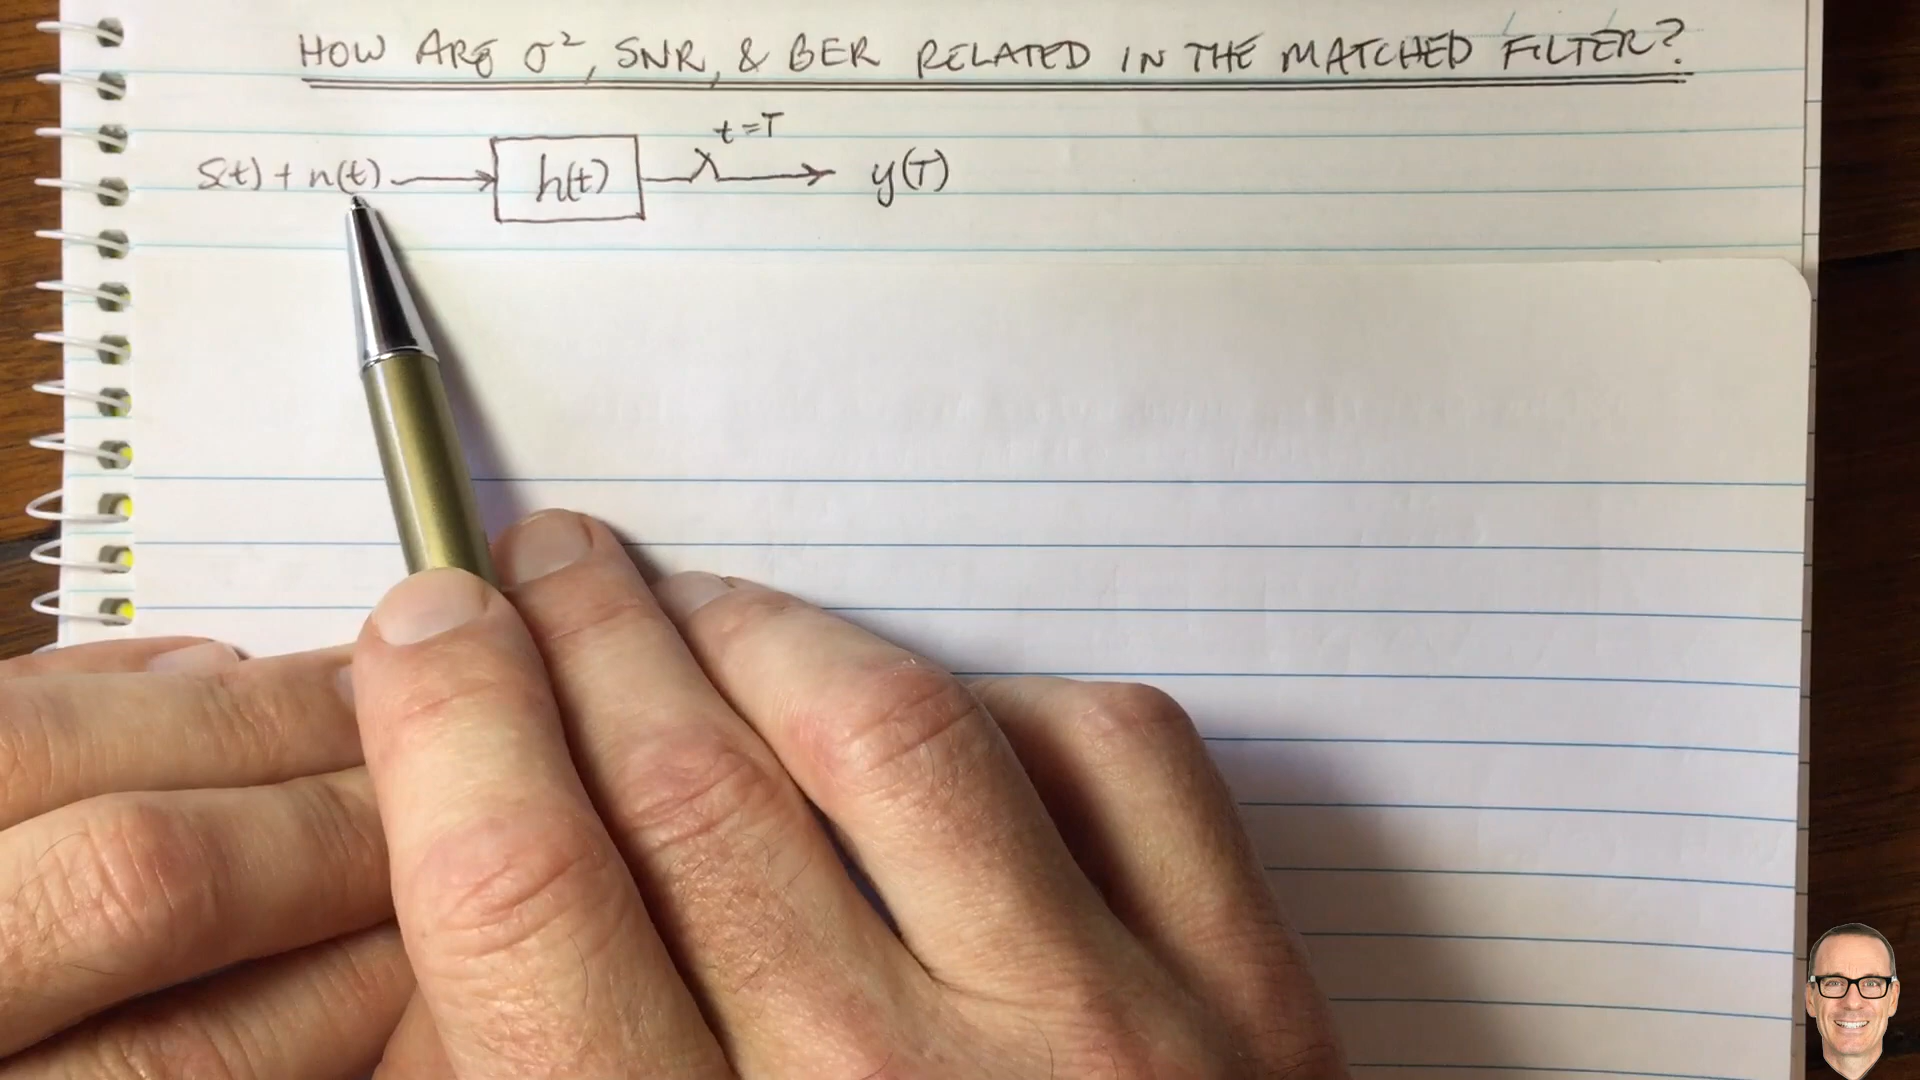 HOW ARE σ², SNR, & BER RELATED IN THE MATCHED FILTER?
t=T
s(t) + n(t) h(t) y(T)